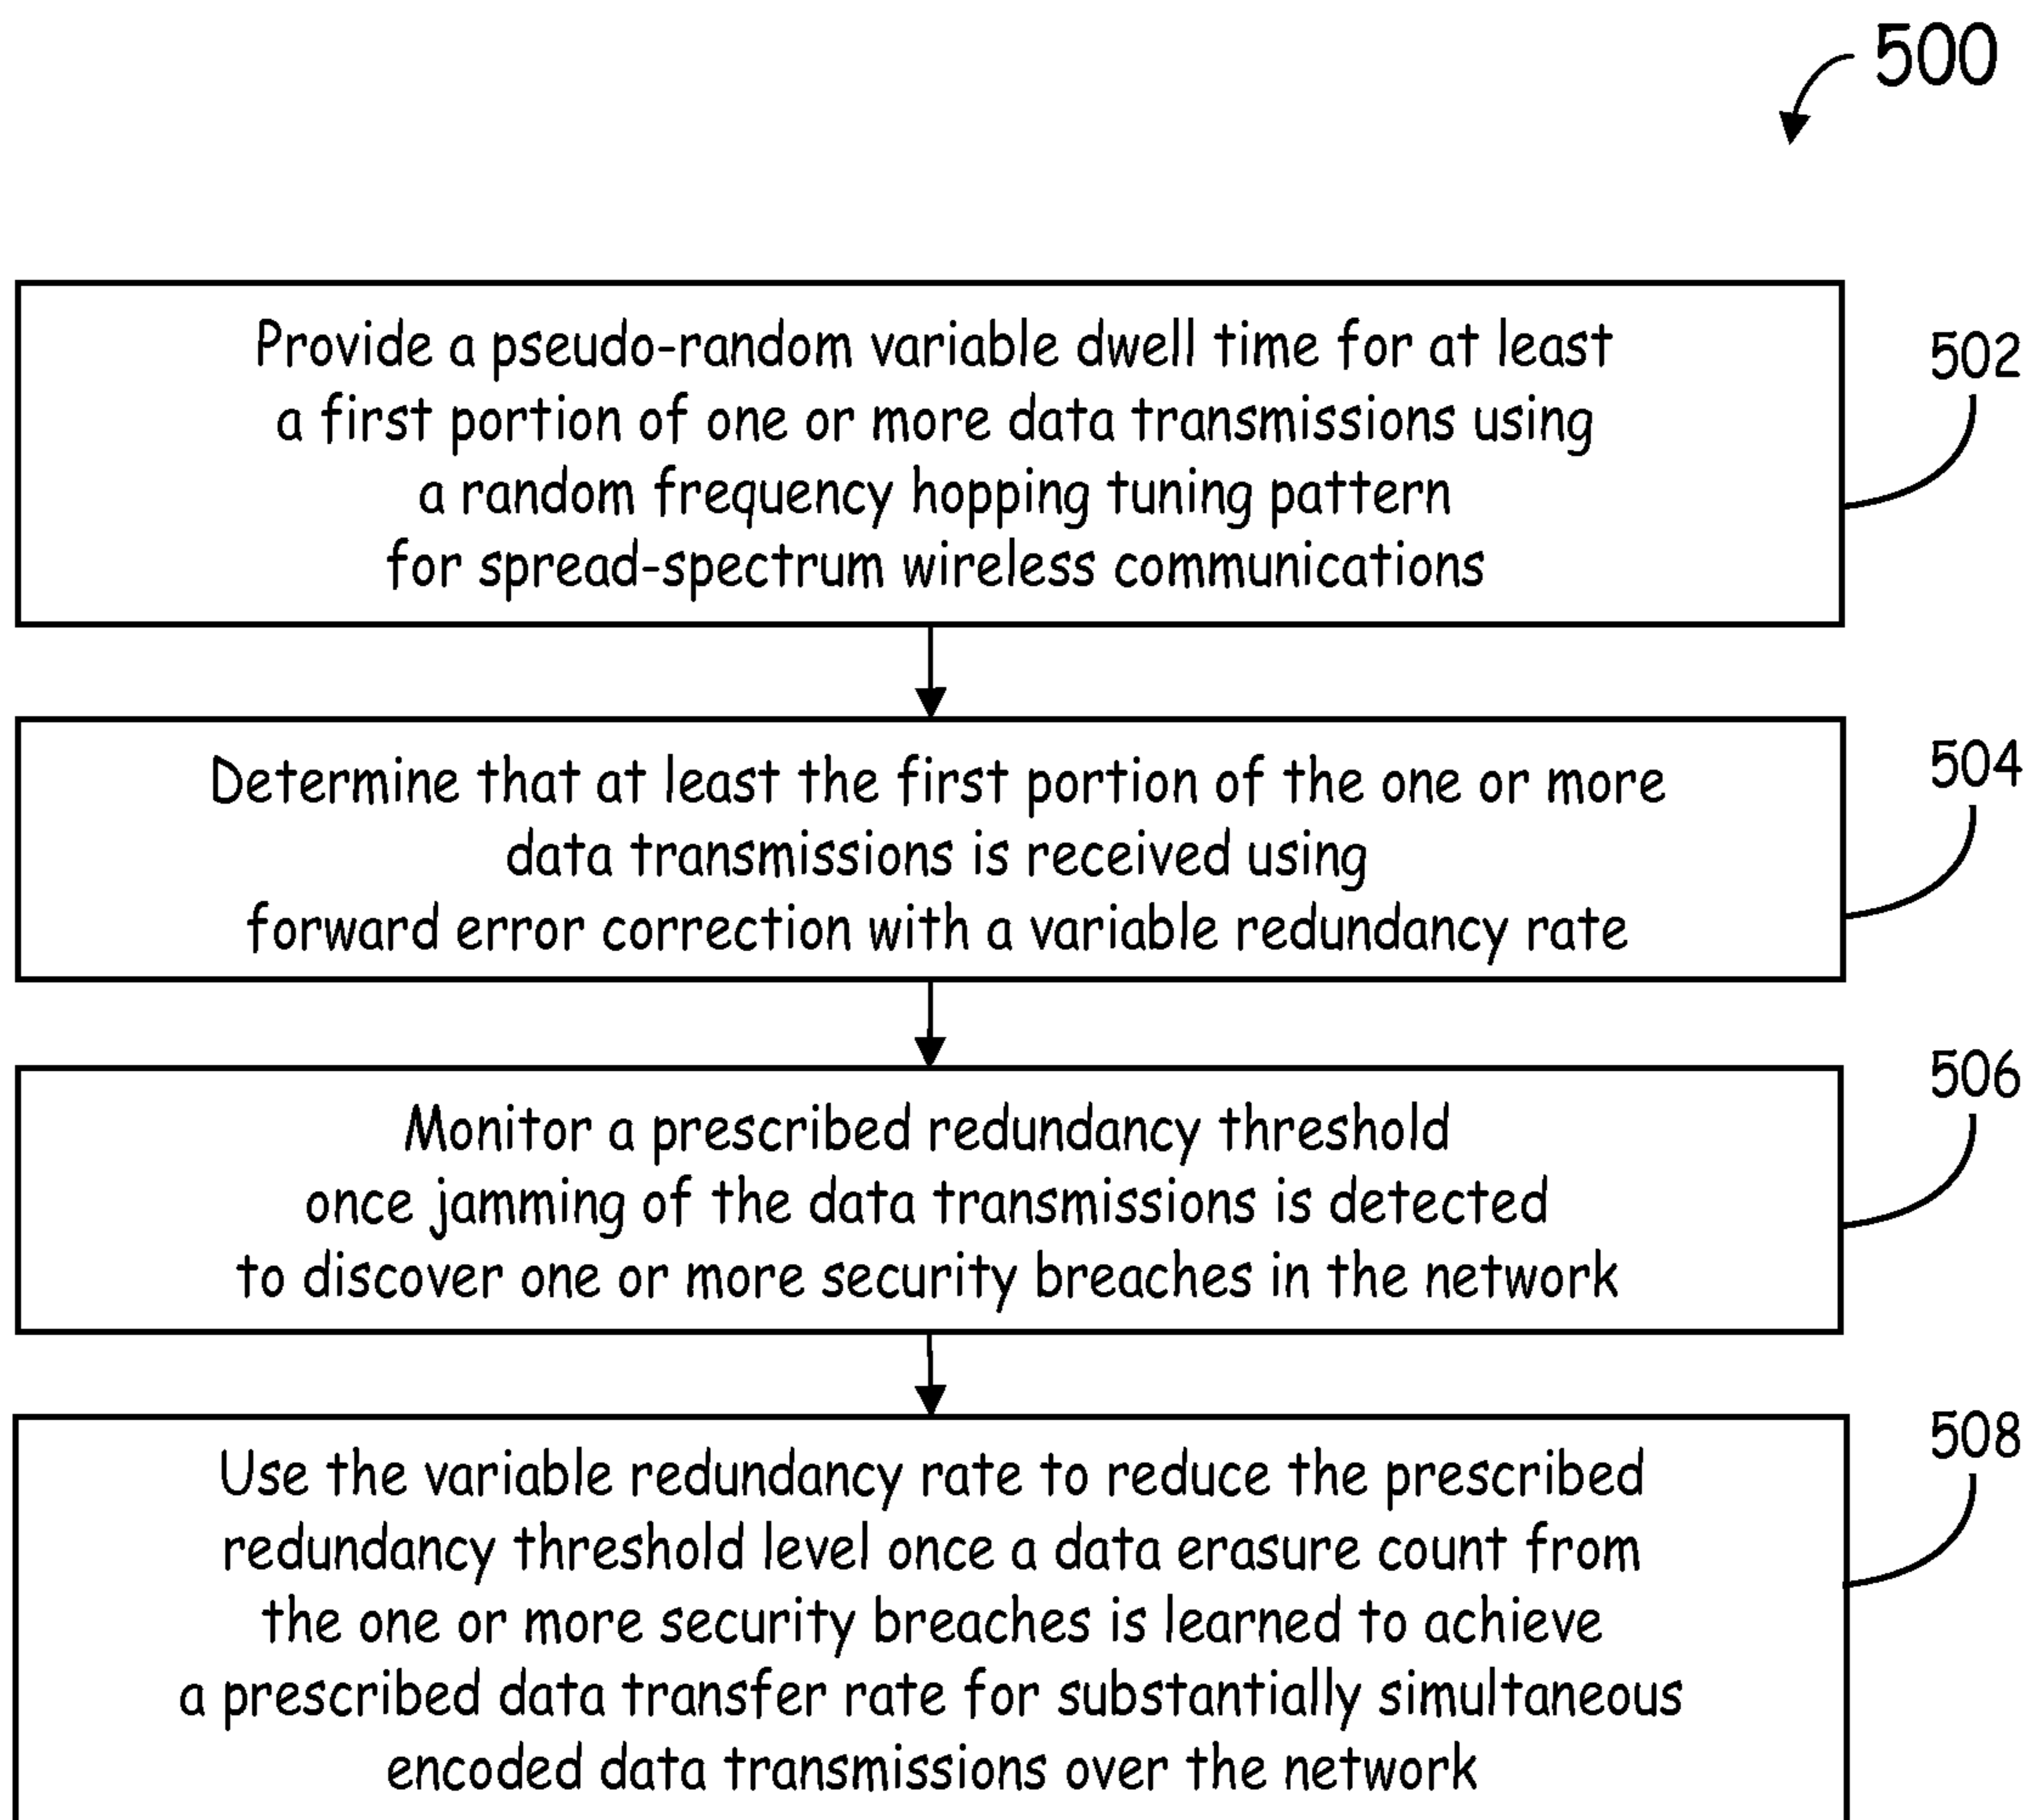 500
Provide a pseudo-random variable dwell time for at least
a first portion of one or more data transmissions using
a random frequency hopping tuning pattern
for spread-spectrum wireless communications
502
Determine that at least the first portion of the one or more
data transmissions is received using
forward error correction with a variable redundancy rate
504
Monitor a prescribed redundancy threshold
once jamming of the data transmissions is detected
to discover one or more security breaches in the network
506
Use the variable redundancy rate to reduce the prescribed
redundancy threshold level once a data erasure count from
the one or more security breaches is learned to achieve
a prescribed data transfer rate for substantially simultaneous
encoded data transmissions over the network
508